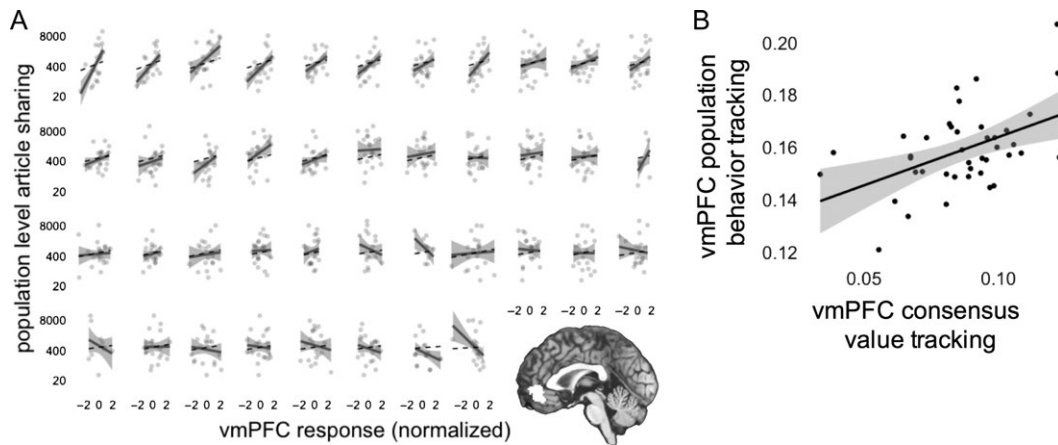 A
population level article sharing
8000
400
20
8000
400
20
8000
400
20
8000
400
20
−2 0 2 −2 0 2 −2 0 2 −2 0 2
−2 0 2 −2 0 2 −2 0 2 −2 0 2 −2 0 2 −2 0 2 −2 0 2
vmPFC response (normalized)
B
vmPFC population
behavior tracking
0.20
0.18
0.16
0.14
0.12
0.05 0.10
vmPFC consensus
value tracking